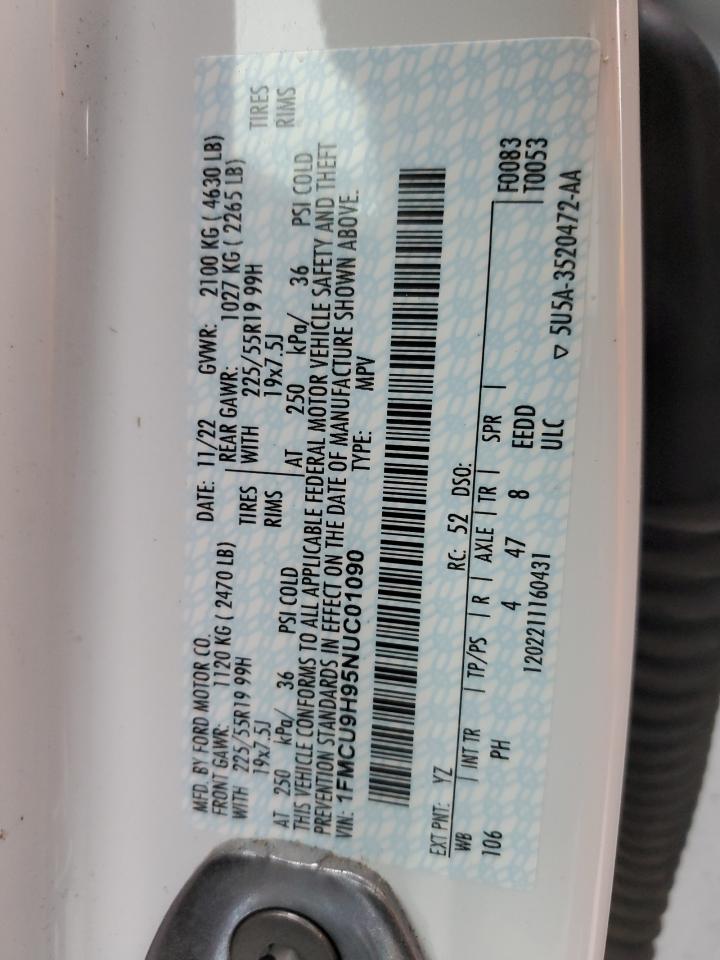 MFD. BY FORD MOTOR CO.
DATE: 11/22 GVWR: 2100 KG ( 4630 LB)
FRONT GAWR: 1120 KG ( 2470 LB) REAR GAWR: 1027 KG ( 2265 LB)
WITH 225/55R19 99H TIRES WITH 225/55R19 99H TIRES
19x7.5J RIMS 19x7.5J RIMS
AT 250 kPa/ 36 PSI COLD AT 250 kPa/ 36 PSI COLD
THIS VEHICLE CONFORMS TO ALL APPLICABLE FEDERAL MOTOR VEHICLE SAFETY AND THEFT
PREVENTION STANDARDS IN EFFECT ON THE DATE OF MANUFACTURE SHOWN ABOVE.
VIN: 1FMCU9H95NUC01090 TYPE: MPV
EXT PNT: YZ RC: 52 DSO:
WB INT TR TP/PS R AXLE TR SPR F0083
106 PH 4 47 8 EEDD T0053
1202211160431 ULC ▽ 5U5A-3520472-AA